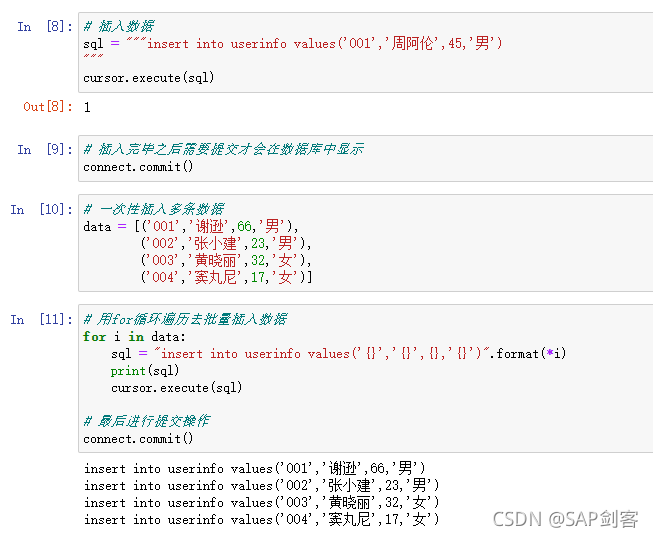 In [8]: # 插入数据
sql = """insert into userinfo values('001','周阿伦',45,'男')
"""
cursor.execute(sql)
Out[8]: 1
In [9]: # 插入完毕之后需要提交才会在数据库中显示
connect.commit()
In [10]: # 一次性插入多条数据
data = [('001','谢逊',66,'男'),
('002','张小建',23,'男'),
('003','黄晓丽',32,'女'),
('004','窦丸尼',17,'女')]
In [11]: # 用for循环遍历去批量插入数据
for i in data:
sql = "insert into userinfo values('{}','{}',{},'{}')".format(*i)
print(sql)
cursor.execute(sql)
# 最后进行提交操作
connect.commit()
insert into userinfo values('001','谢逊',66,'男')
insert into userinfo values('002','张小建',23,'男')
insert into userinfo values('003','黄晓丽',32,'女')
insert into userinfo values('004','窦丸尼',17,'女')
CSDN @SAP剑客